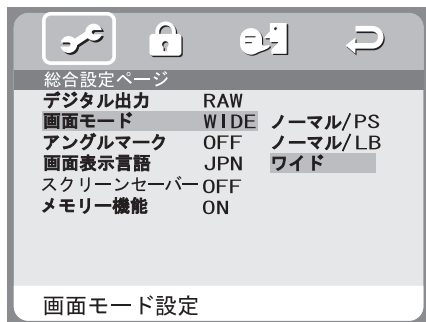 総合設定ページ
デジタル出力 RAW
画面モード WIDE ノーマル/PS
アングルマーク OFF ノーマル/LB
画面表示言語 JPN ワイド
スクリーンセーバー OFF
メモリー機能 ON
画面モード設定